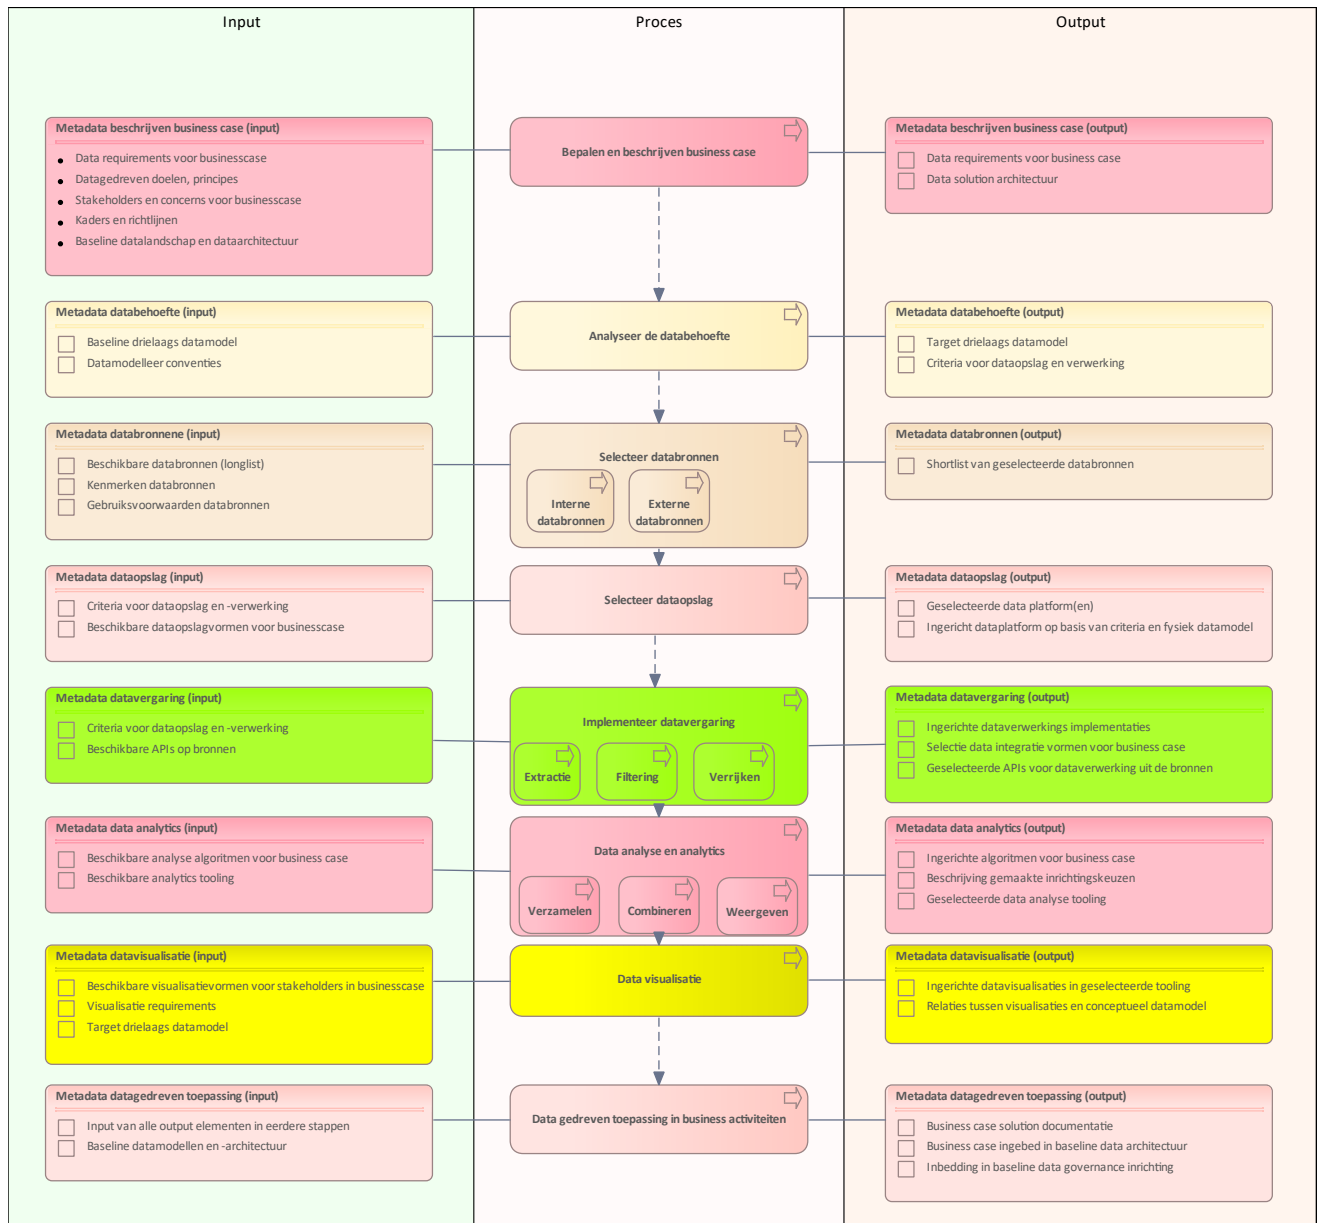 Input
Proces
Output
Metadata beschrijven business case (input)
Data requirements voor businesscase
Datagedreven doelen, principes
Stakeholders en concerns voor businesscase
Kaders en richtlijnen
Baseline datalandschap en dataarchitectuur
Bepalen en beschrijven business case
Metadata beschrijven business case (output)
Data requirements voor business case
Data solution architectuur
Metadata databehoefte (input)
Baseline drielaags datamodel
Datamodelleer conventies
Analyseer de databehoefte
Metadata databehoefte (output)
Target drielaags datamodel
Criteria voor dataopslag en verwerking
Metadata databronnene (input)
Beschikbare databronnen (longlist)
Kenmerken databronnen
Gebruiksvoorwaarden databronnen
Selecteer databronnen
Interne
databronnen
Externe
databronnen
Metadata databronnen (output)
Shortlist van geselecteerde databronnen
Metadata dataopslag (input)
Criteria voor dataopslag en -verwerking
Beschikbare dataopslagvormen voor businesscase
Selecteer dataopslag
Metadata dataopslag (output)
Geselecteerde data platform(en)
Ingericht dataplatform op basis van criteria en fysiek datamodel
Metadata datavergaring (input)
Criteria voor dataopslag en -verwerking
Beschikbare APIs op bronnen
Implementeer datavergaring
Extractie
Filtering
Verrijken
Metadata datavergaring (output)
Ingerichte dataverwerkings implementaties
Selectie data integratie vormen voor business case
Geselecteerde APIs voor dataverwerking uit de bronnen
Metadata data analytics (input)
Beschikbare analyse algoritmen voor business case
Beschikbare analytics tooling
Data analyse en analytics
Verzamelen
Combineren
Weergeven
Metadata data analytics (output)
Ingerichte algoritmen voor business case
Beschrijving gemaakte inrichtingskeuzen
Geselecteerde data analyse tooling
Metadata datavisualisatie (input)
Beschikbare visualisatievormen voor stakeholders in businesscase
Visualisatie requirements
Target drielaags datamodel
Data visualisatie
Metadata datavisualisatie (output)
Ingerichte datavisualisaties in geselecteerde tooling
Relaties tussen visualisaties en conceptueel datamodel
Metadata datagedreven toepassing (input)
Input van alle output elementen in eerdere stappen
Baseline datamodellen en -architectuur
Data gedreven toepassing in business activiteiten
Metadata datagedreven toepassing (output)
Business case solution documentatie
Business case ingebed in baseline data architectuur
Inbedding in baseline data governance inrichting